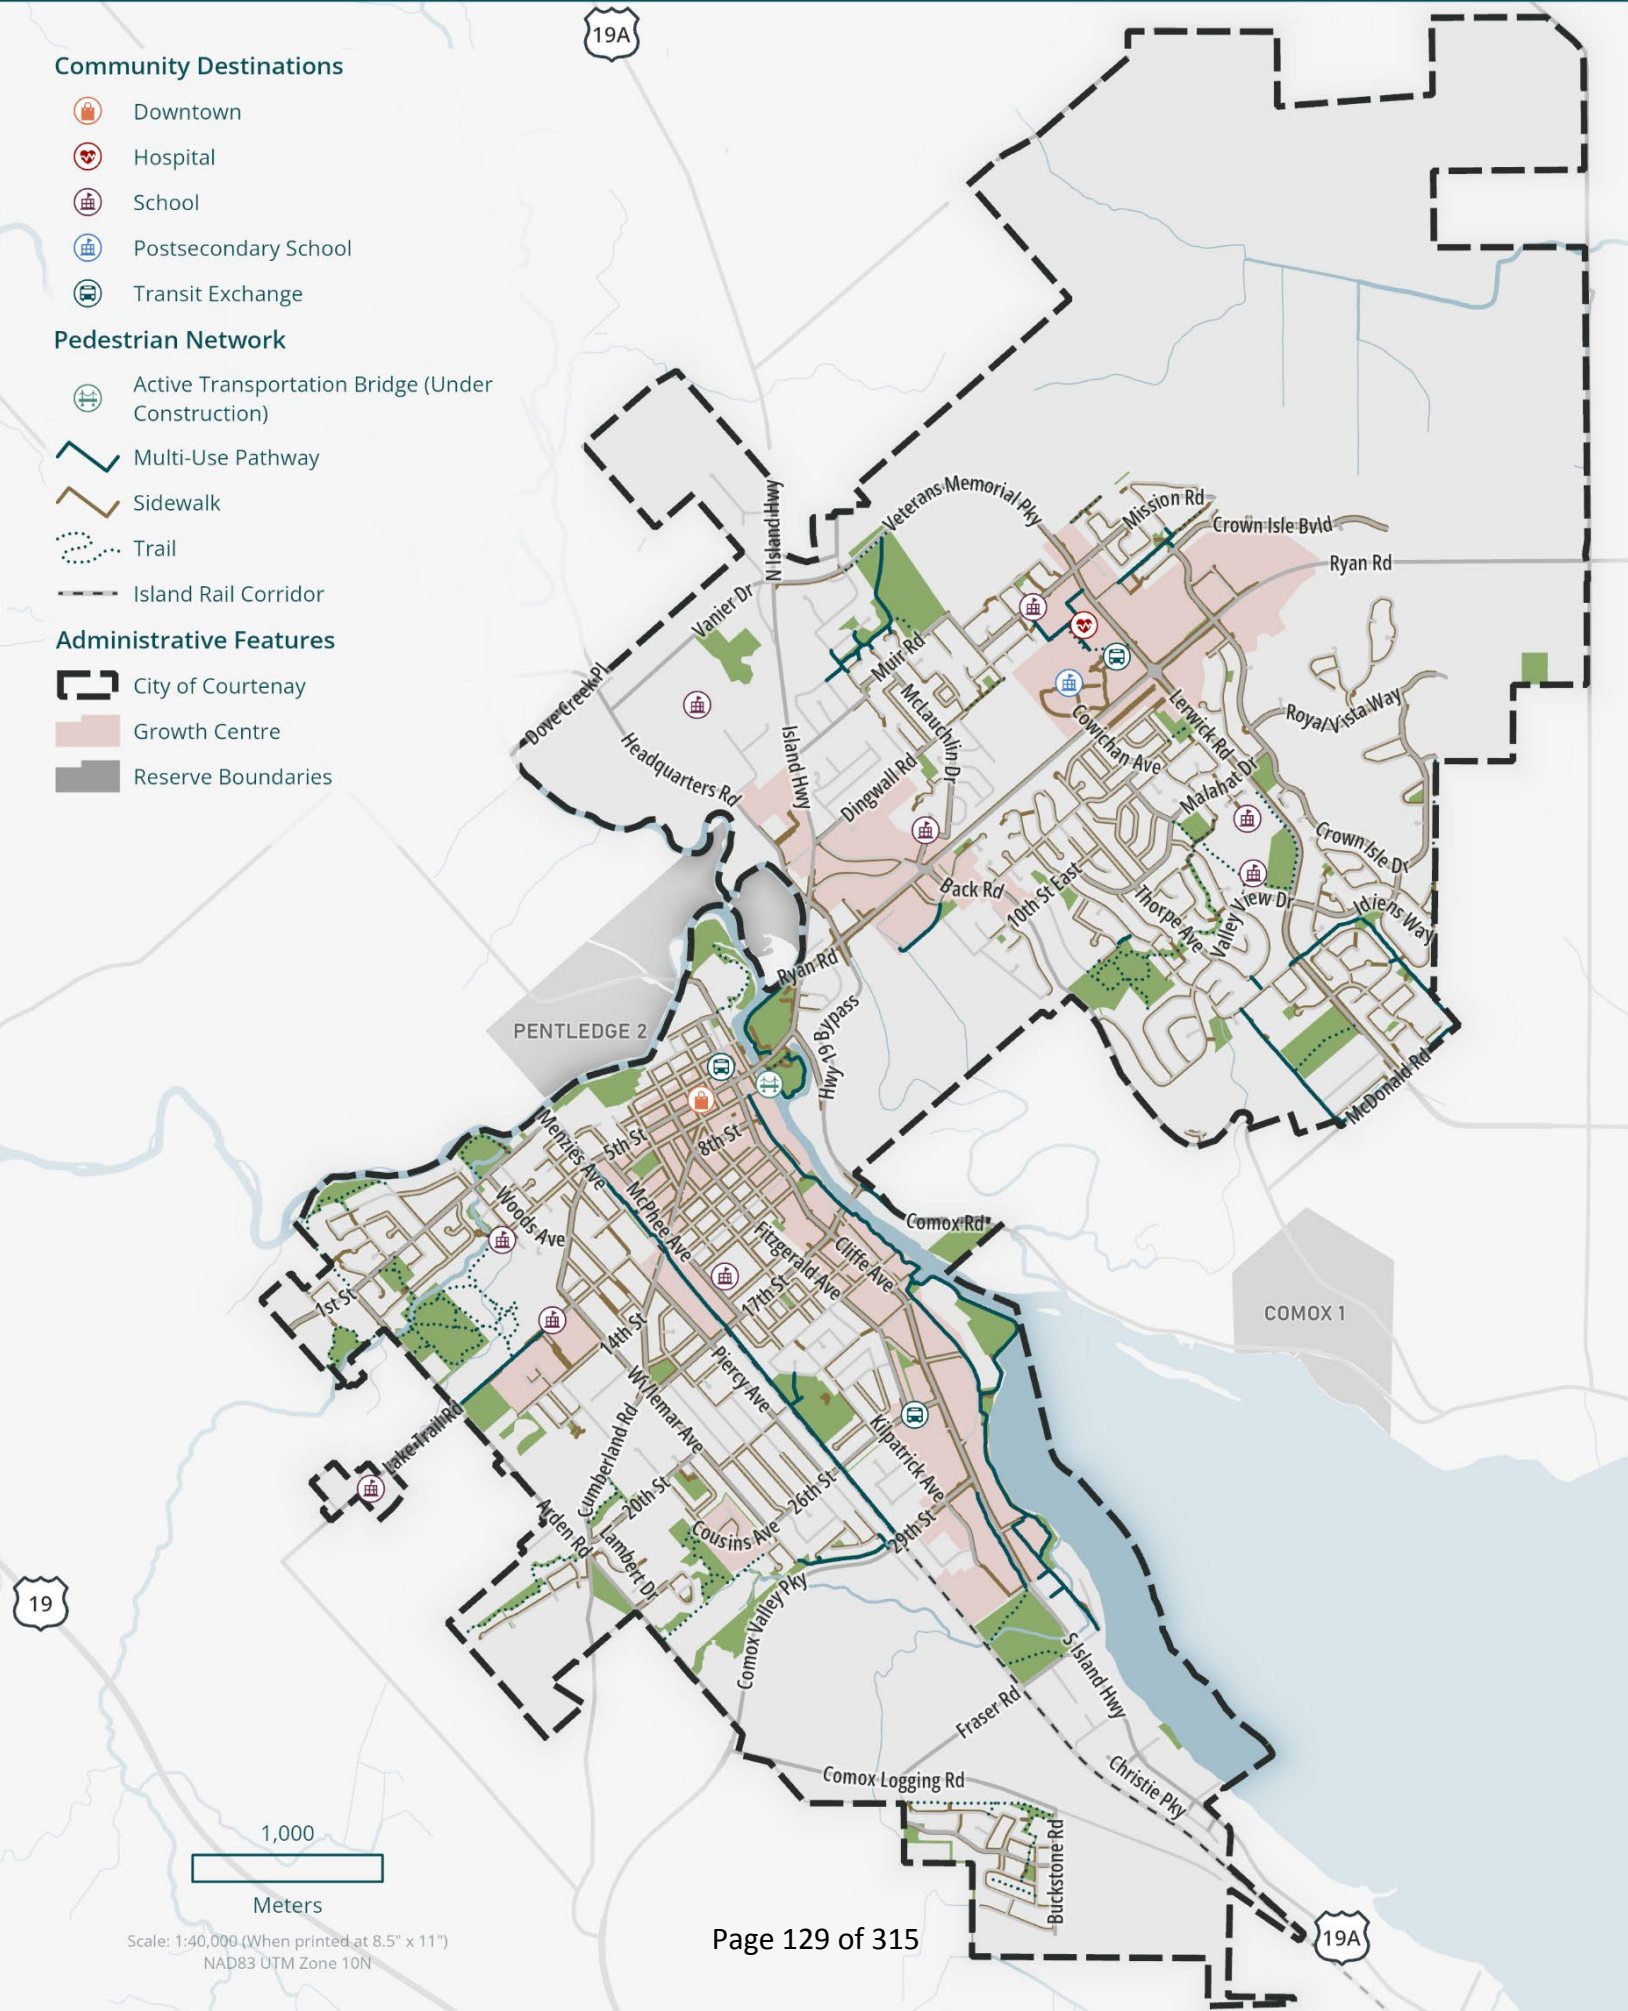 19A
Community Destinations
Downtown
Hospital
School
Postsecondary School
Transit Exchange
Pedestrian Network
Active Transportation Bridge (Under
Construction)
Multi-Use Pathway
Sidewalk
Trail
Island Rail Corridor
Administrative Features
City of Courtenay
Growth Centre
Reserve Boundaries
N Island Hwy
Veterans Memorial Pky
Mission Rd
Crown Isle Bvld
Ryan Rd
Vanier Dr
Muir Rd
Dove Creek Pl
McLauchlin Dr
Lerwick Rd
Royal Vista Way
Cowichan Ave
Headquarters Rd
Island Hwy
Dingwall Rd
Malahat Dr
Crown Isle Dr
Back Rd
10th St East
Thorpe Ave
Valley View Dr
Idiens Way
Ryan Rd
PENTLEDGE 2
Hwy 19 Bypass
McDonald Rd
Menzies Ave
5th St
8th St
McPhee Ave
Woods Ave
Comox Rd
Fitzgerald Ave
Cliffe Ave
1st St
17th St
COMOX 1
14th St
Piercy Ave
Willemar Ave
Lake Trail Rd
Cumberland Rd
Kilpatrick Ave
20th St
26th St
Arden Rd
Cousins Ave
29th St
Lambert Dr
19
Comox Valley Pky
S Island Hwy
Fraser Rd
Comox Logging Rd
Christie Pky
Buckstone Rd
1,000
Meters
Scale: 1:40,000 (When printed at 8.5" x 11")
NAD83 UTM Zone 10N
Page 129 of 315
19A